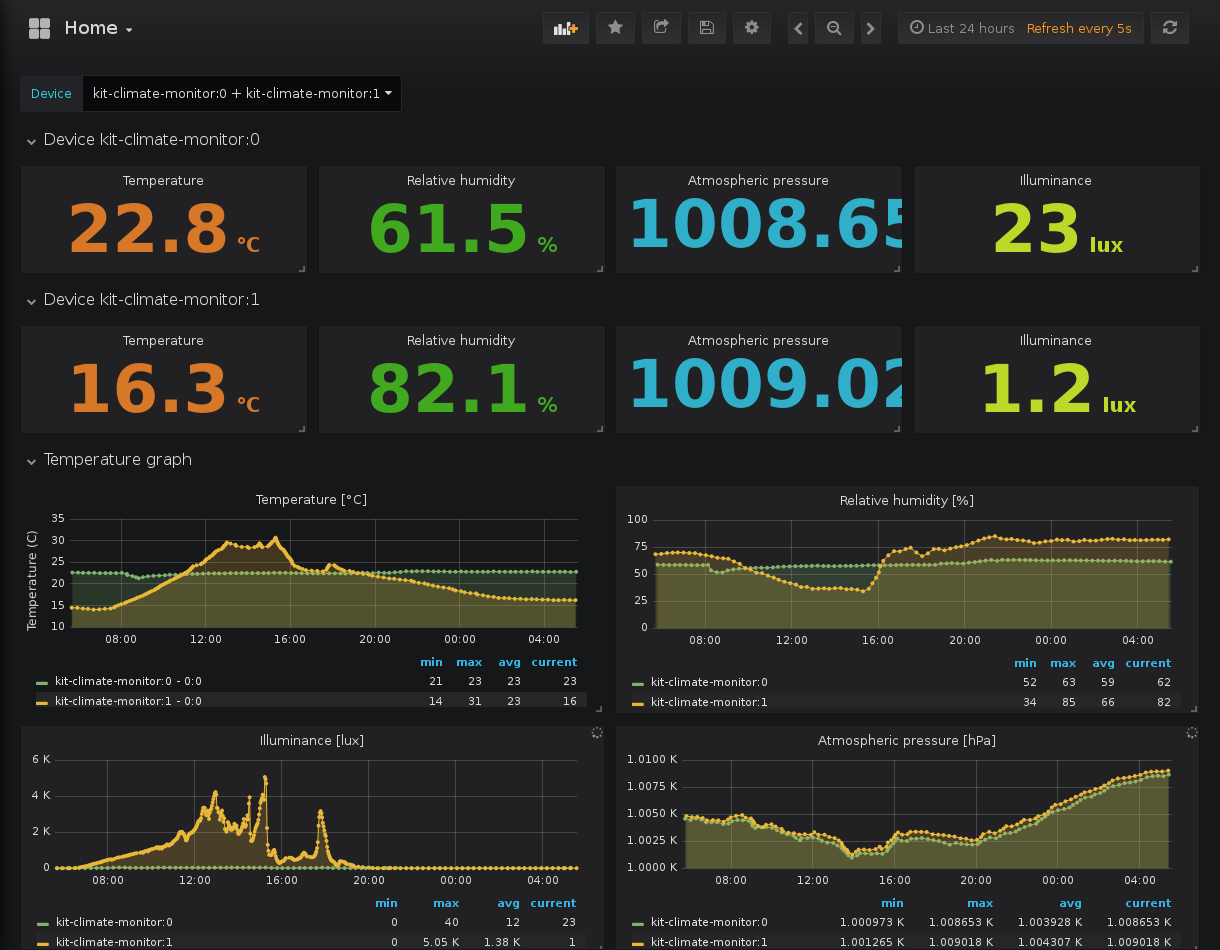 Home
Last 24 hours Refresh every 5s
Device kit-climate-monitor:0 + kit-climate-monitor:1
Device kit-climate-monitor:0
Temperature Relative humidity Atmospheric pressure Illuminance
22.8 °C 61.5 % 1008.65 23 lux
Device kit-climate-monitor:1
Temperature Relative humidity Atmospheric pressure Illuminance
16.3 °C 82.1 % 1009.02 1.2 lux
Temperature graph
Temperature [°C]
Temperature (C)
35
30
25
20
15
10
08:00 12:00 16:00 20:00 00:00 04:00
min max avg current
kit-climate-monitor:0 - 0:0 21 23 23 23
kit-climate-monitor:1 - 0:0 14 31 23 16
Relative humidity [%]
100
75
50
25
0
08:00 12:00 16:00 20:00 00:00 04:00
min max avg current
kit-climate-monitor:0 52 63 59 62
kit-climate-monitor:1 34 85 66 82
Illuminance [lux]
6 K
4 K
2 K
0
08:00 12:00 16:00 20:00 00:00 04:00
min max avg current
kit-climate-monitor:0 0 40 12 23
kit-climate-monitor:1 0 5.05 K 1.38 K 1
Atmospheric pressure [hPa]
1.0100 K
1.0075 K
1.0050 K
1.0025 K
1.0000 K
08:00 12:00 16:00 20:00 00:00 04:00
min max avg current
kit-climate-monitor:0 1.000973 K 1.008653 K 1.003928 K 1.008653 K
kit-climate-monitor:1 1.001265 K 1.009018 K 1.004307 K 1.009018 K